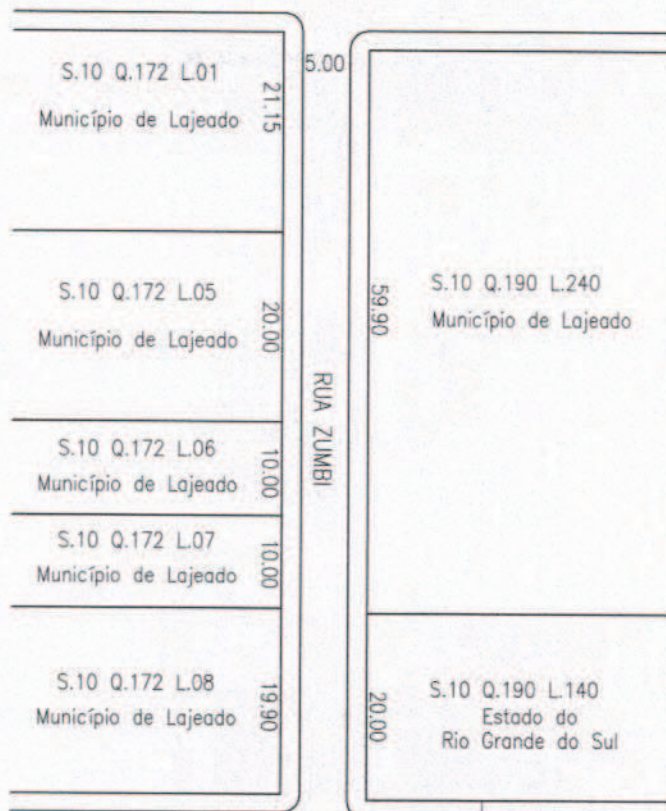 S.10 Q.172 L.01
Município de Lajeado
21.15
S.10 Q.172 L.05
Município de Lajeado
20.00
S.10 Q.172 L.06
Município de Lajeado
10.00
S.10 Q.172 L.07
Município de Lajeado
10.00
S.10 Q.172 L.08
Município de Lajeado
19.90
5.00
RUA ZUMBI
59.90
S.10 Q.190 L.240
Município de Lajeado
20.00
S.10 Q.190 L.140
Estado do
Rio Grande do Sul